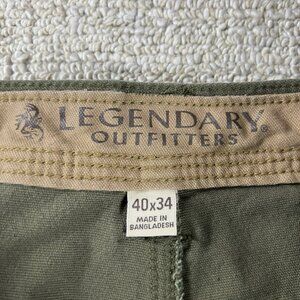 LEGENDARY®
OUTFITTERS
40x34
MADE IN
BANGLADESH